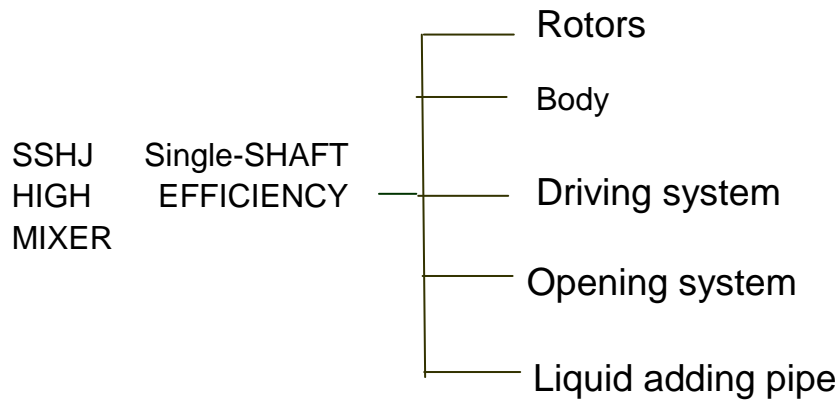 Rotors
Body
SSHJ Single-SHAFT
HIGH EFFICIENCY
MIXER
Driving system
Opening system
Liquid adding pipe